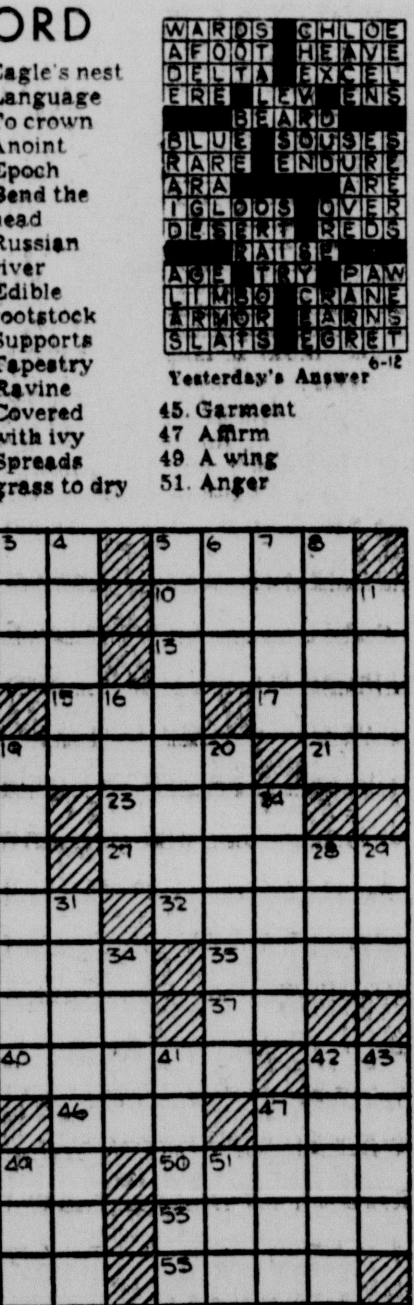 ORD
Eagle's nest
Language
To crown
Anoint
Epoch
Bend the
head
Russian
river
Edible
rootstock
Supports
Tapestry
Ravine
Covered
with ivy
Spreads
grass to dry
WARDS CHLOE
AFOOT HEAVE
DELTA EXCEL
ERE LEV ENS
BEARD
BLUE SOUSES
RARE ENDURE
ARA ARE
IGLOOS OVER
DESERT REDS
RAISE
AGE TRY PAW
LIMBO CRANE
ARMOR EARNS
SLATS EGRET
6-12
Yesterday's Answer
45. Garment
47 Affirm
49 A wing
51. Anger
3 4 5 6 7 8
10 11
13
15 16 17
19 20 21
23 24
27 28 29
31 32
34 35
37
40 41 42 43
46 47
49 50 51
53
55